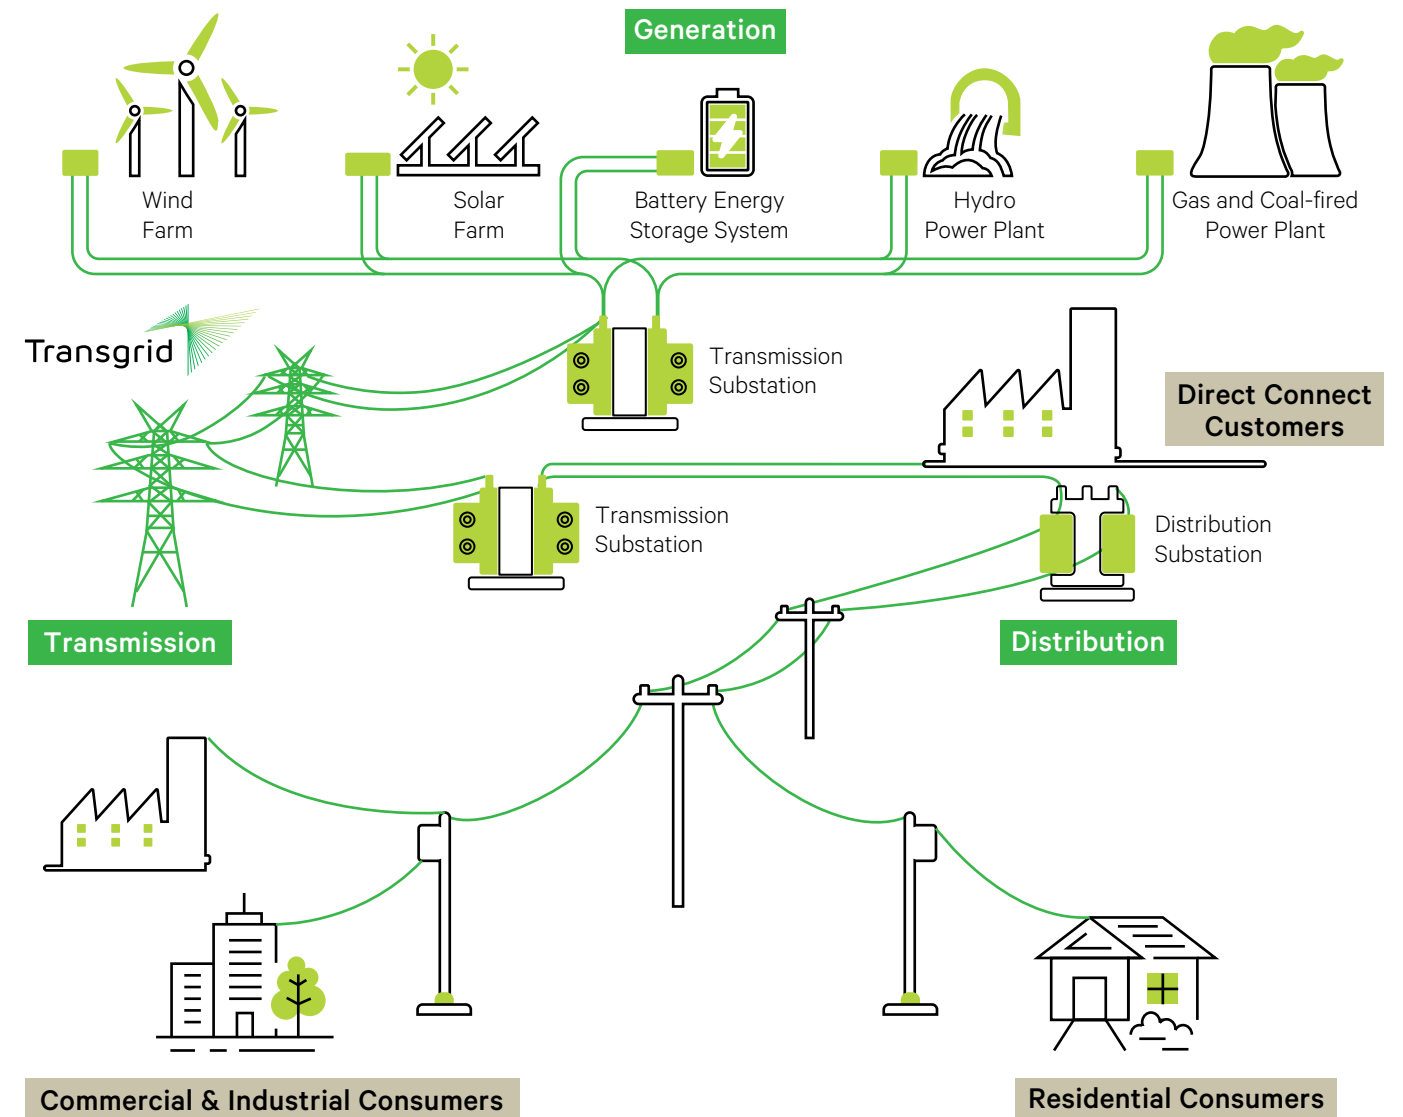 Generation
Wind
Farm
Solar
Farm
Battery Energy
Storage System
Hydro
Power Plant
Gas and Coal-fired
Power Plant
Transgrid
Transmission
Substation
Direct Connect
Customers
Transmission
Substation
Distribution
Substation
Transmission
Distribution
Commercial & Industrial Consumers
Residential Consumers